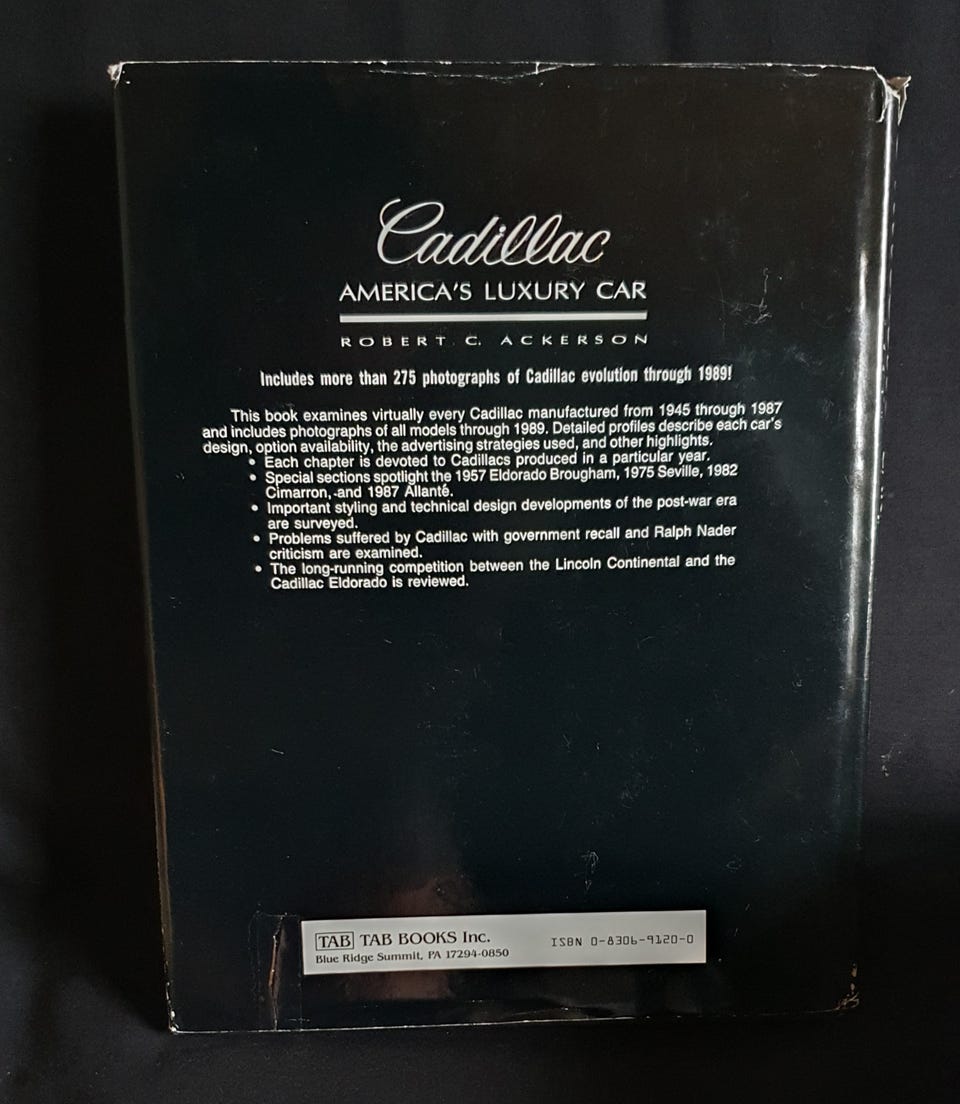 Cadillac
AMERICA'S LUXURY CAR
ROBERT C. ACKERSON
Includes more than 275 photographs of Cadillac evolution through 1989!
This book examines virtually every Cadillac manufactured from 1945 through 1987
and includes photographs of all models through 1989. Detailed profiles describe each car's
design, option availability, the advertising strategies used, and other highlights.
• Each chapter is devoted to Cadillacs produced in a particular year.
• Special sections spotlight the 1957 Eldorado Brougham, 1975 Seville, 1982
Cimarron, and 1987 Allanté.
• Important styling and technical design developments of the post-war era
are surveyed.
• Problems suffered by Cadillac with government recall and Ralph Nader
criticism are examined.
• The long-running competition between the Lincoln Continental and the
Cadillac Eldorado is reviewed.
TAB TAB BOOKS Inc.
Blue Ridge Summit, PA 17294-0850
ISBN 0-8306-9120-0